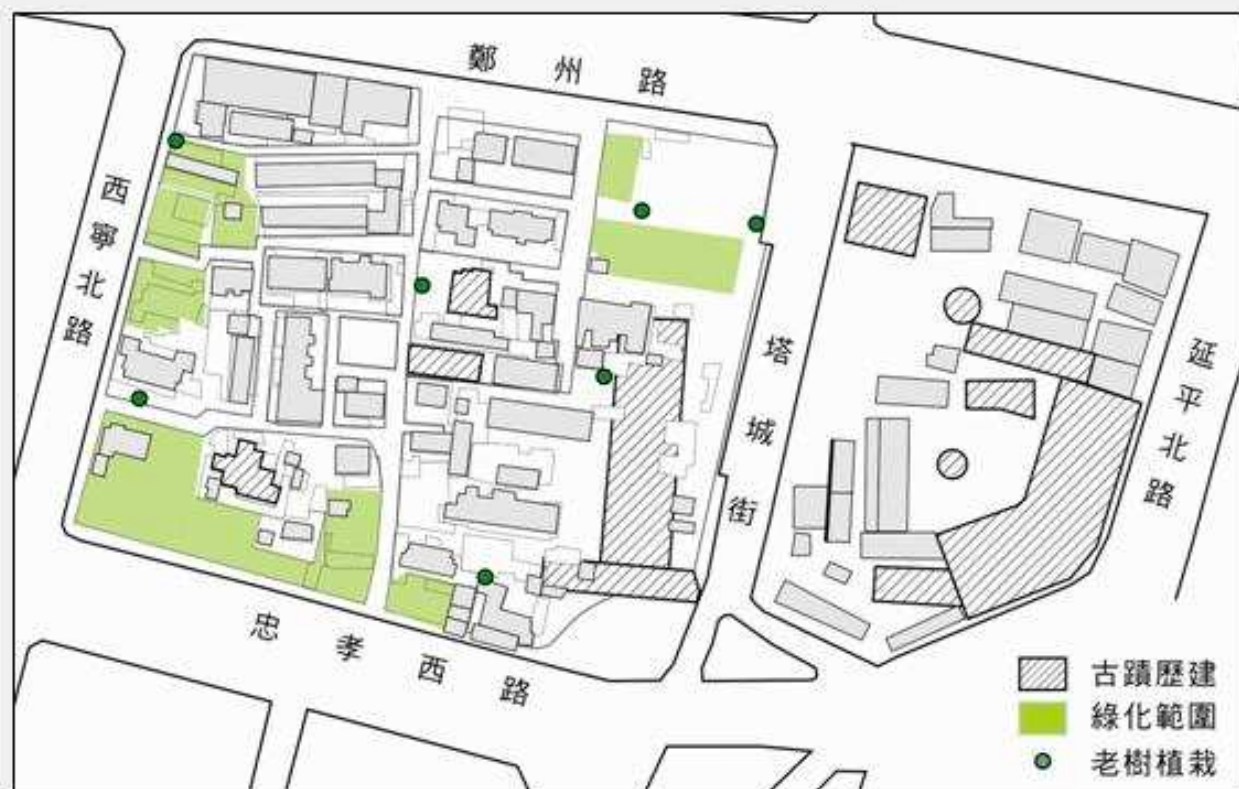 鄭州路
西寧北路
塔城街
延平北路
忠孝西路
古蹟歷建
綠化範圍
老樹植栽